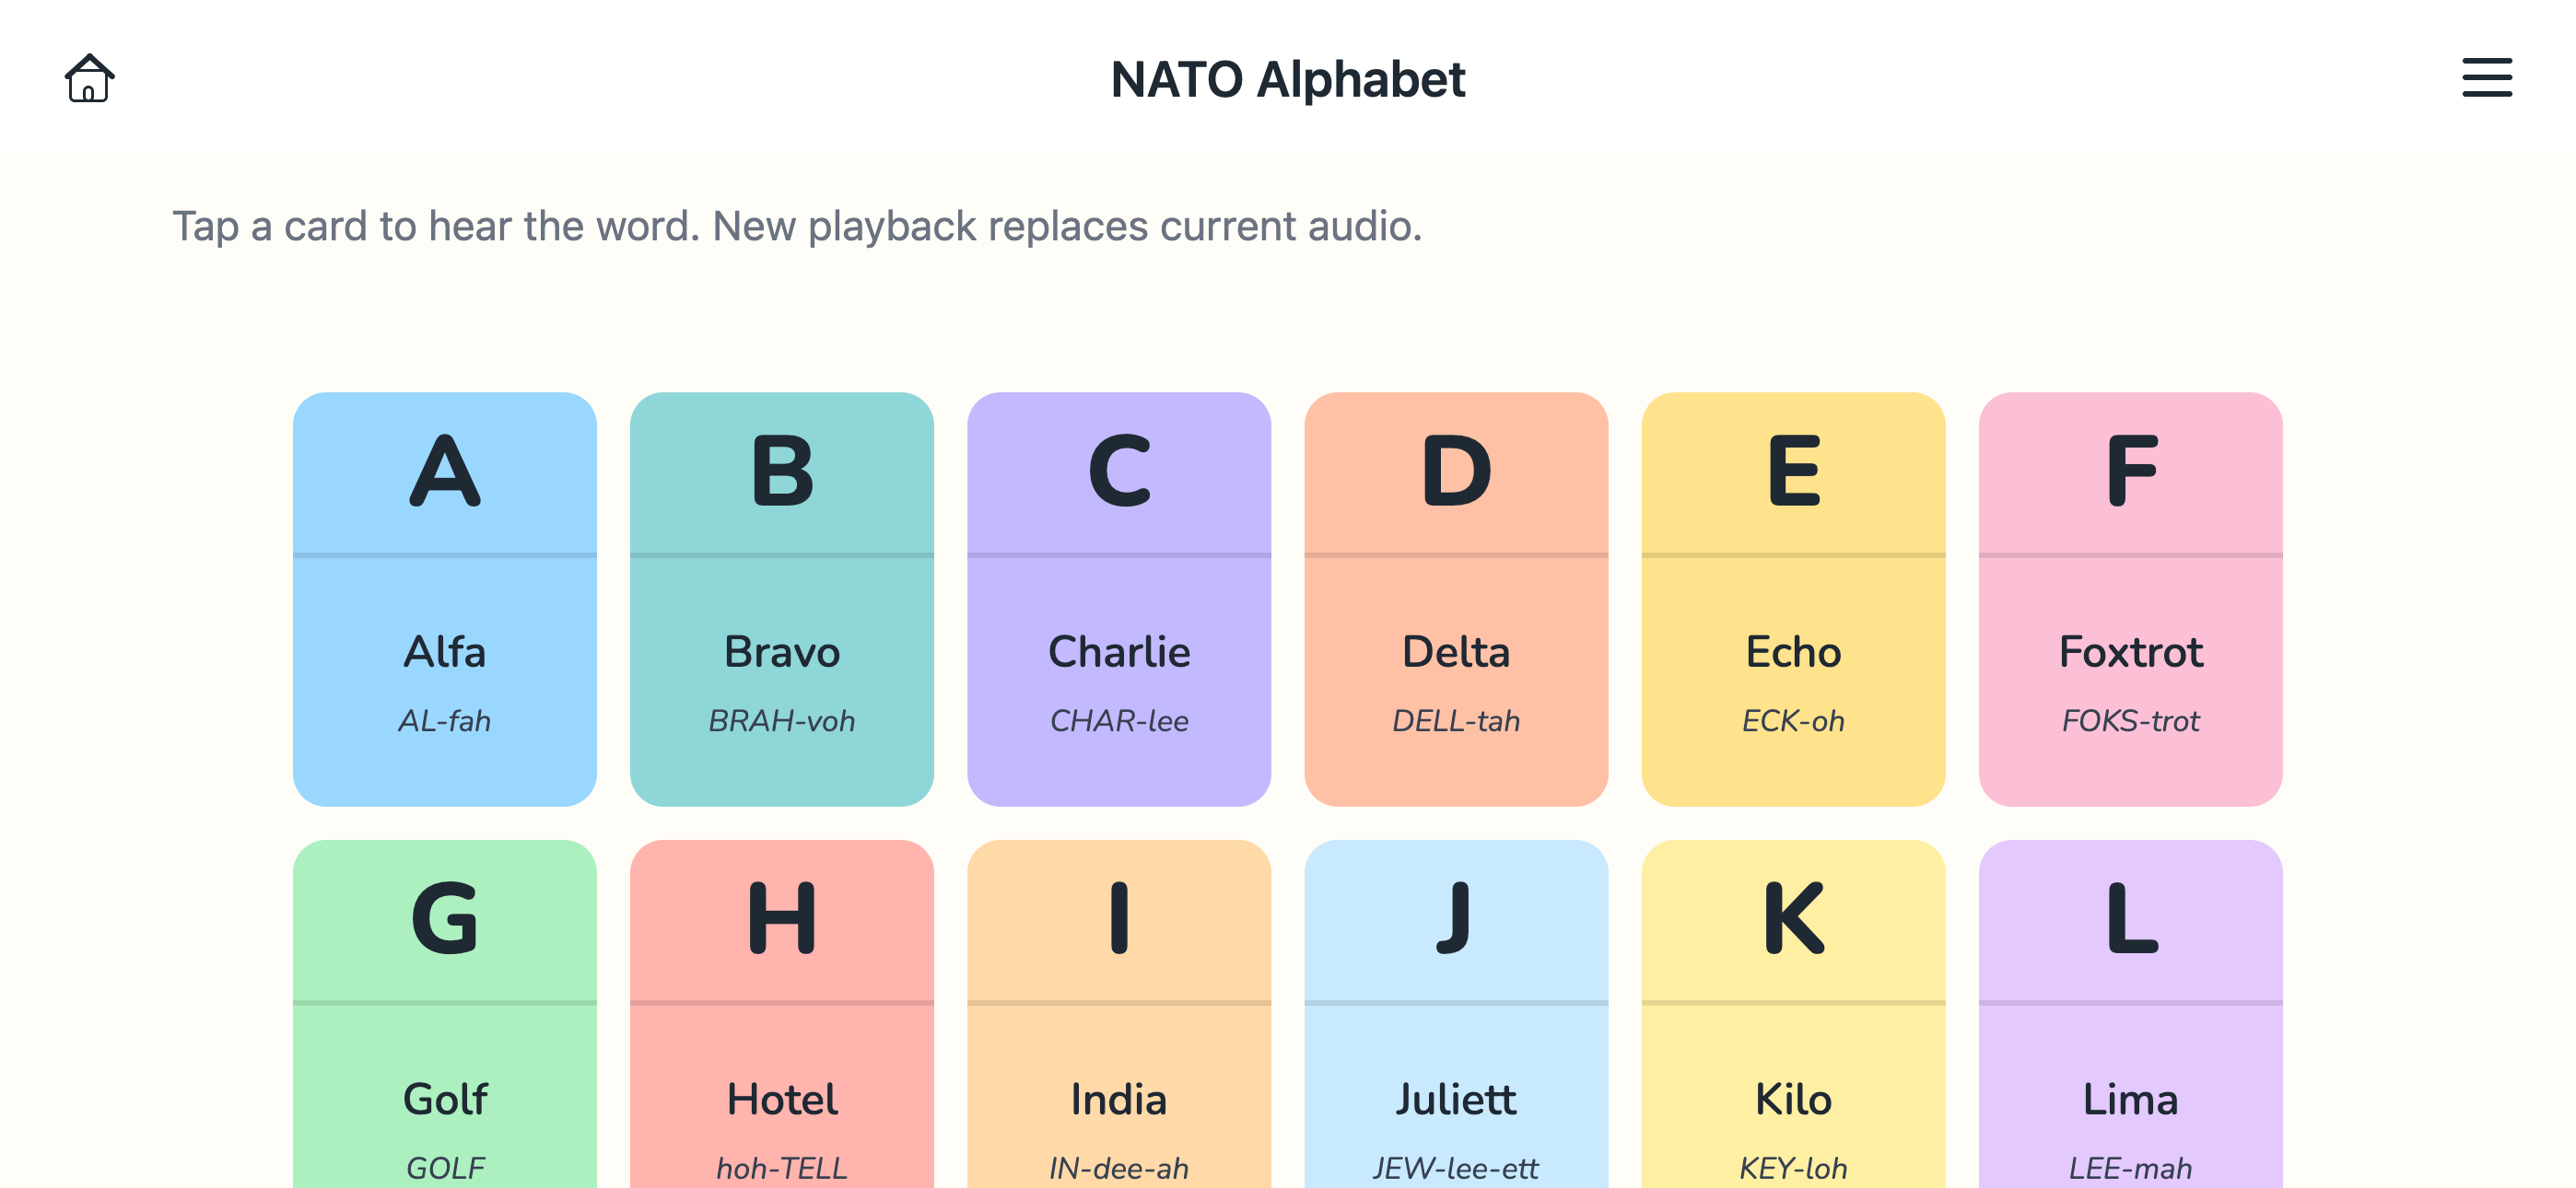 NATO Alphabet
Tap a card to hear the word. New playback replaces current audio.
A B C D E F
Alfa Bravo Charlie Delta Echo Foxtrot
AL-fah BRAH-voh CHAR-lee DELL-tah ECK-oh FOKS-trot
G H I J K L
Golf Hotel India Juliett Kilo Lima
GOLF hoh-TELL IN-dee-ah JEW-lee-ett KEY-loh LEE-mah